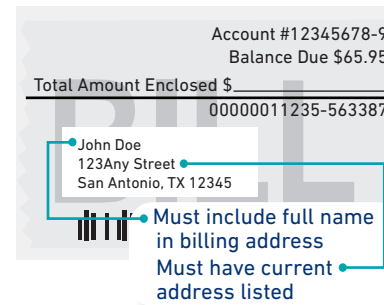 Account #12345678-9
Balance Due $65.95
Total Amount Enclosed $
00000011235-563387
BILL
John Doe
123Any Street
San Antonio, TX 12345
Must include full name
in billing address
Must have current
address listed